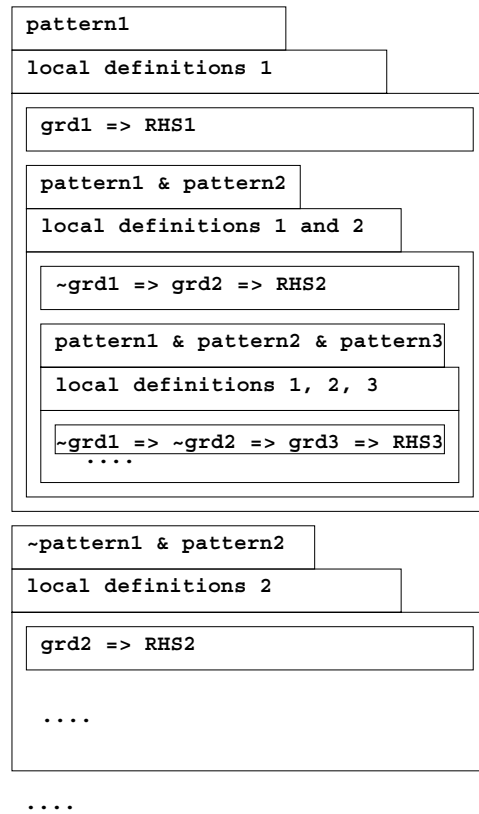 pattern1
local definitions 1
grd1 => RHS1
pattern1 & pattern2
local definitions 1 and 2
~grd1 => grd2 => RHS2
pattern1 & pattern2 & pattern3
local definitions 1, 2, 3
~grd1 => ~grd2 => grd3 => RHS3
....
~pattern1 & pattern2
local definitions 2
grd2 => RHS2
....
....